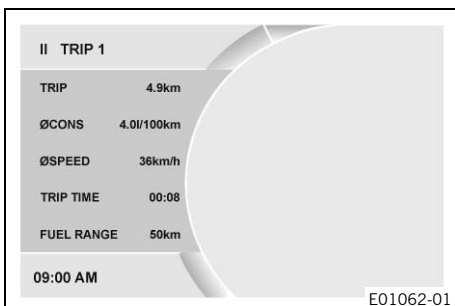 II TRIP 1
TRIP 4.9km
ØCONS 4.0l/100km
ØSPEED 36km/h
TRIP TIME 00:08
FUEL RANGE 50km
09:00 AM
E01062-01